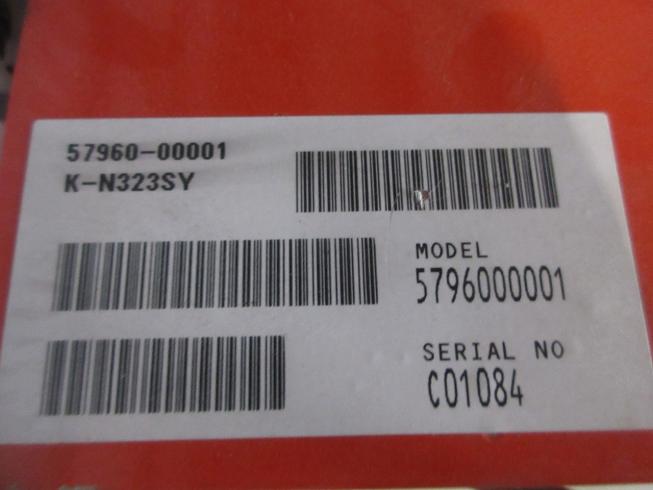 57960-00001
K-N323SY
MODEL
5796000001
SERIAL NO
C01084